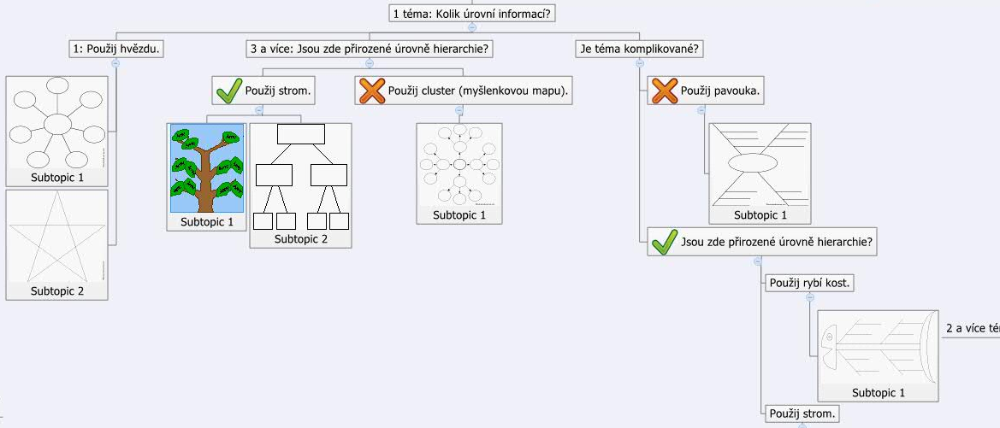 1 téma: Kolik úrovní informací?
1: Použij hvězdu.
3 a více: Jsou zde přirozené úrovně hierarchie?
Je téma komplikované?
Použij strom.
Použij cluster (myšlenkovou mapu).
Použij pavouka.
Subtopic 1
Subtopic 2
Subtopic 1
Subtopic 2
Subtopic 1
Subtopic 1
Jsou zde přirozené úrovně hierarchie?
Použij rybí kost.
Subtopic 1
2 a více
Použij strom.